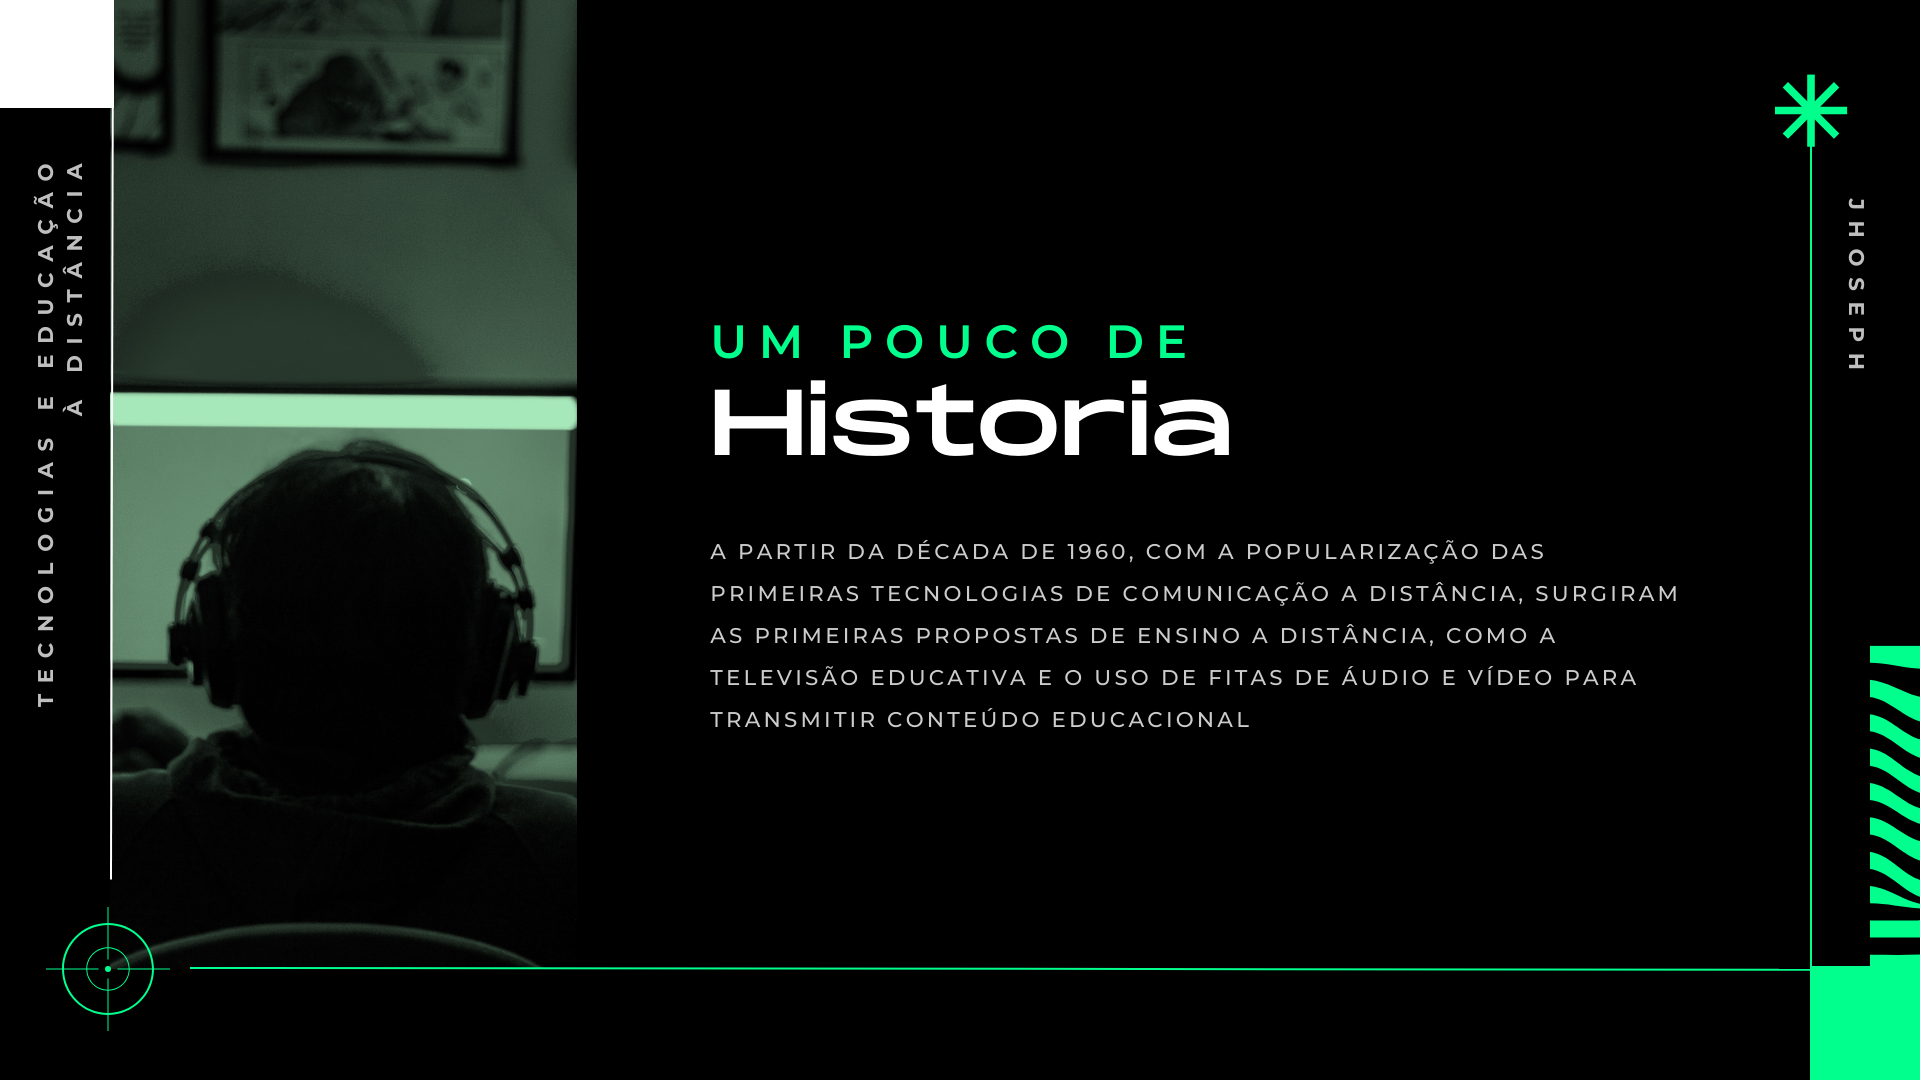 TECNOLOGIAS E EDUCAÇÃO
À DISTÂNCIA
UM POUCO DE
Historia
A PARTIR DA DÉCADA DE 1960, COM A POPULARIZAÇÃO DAS
PRIMEIRAS TECNOLOGIAS DE COMUNICAÇÃO A DISTÂNCIA, SURGIRAM
AS PRIMEIRAS PROPOSTAS DE ENSINO A DISTÂNCIA, COMO A
TELEVISÃO EDUCATIVA E O USO DE FITAS DE ÁUDIO E VÍDEO PARA
TRANSMITIR CONTEÚDO EDUCACIONAL
JHOSEPH